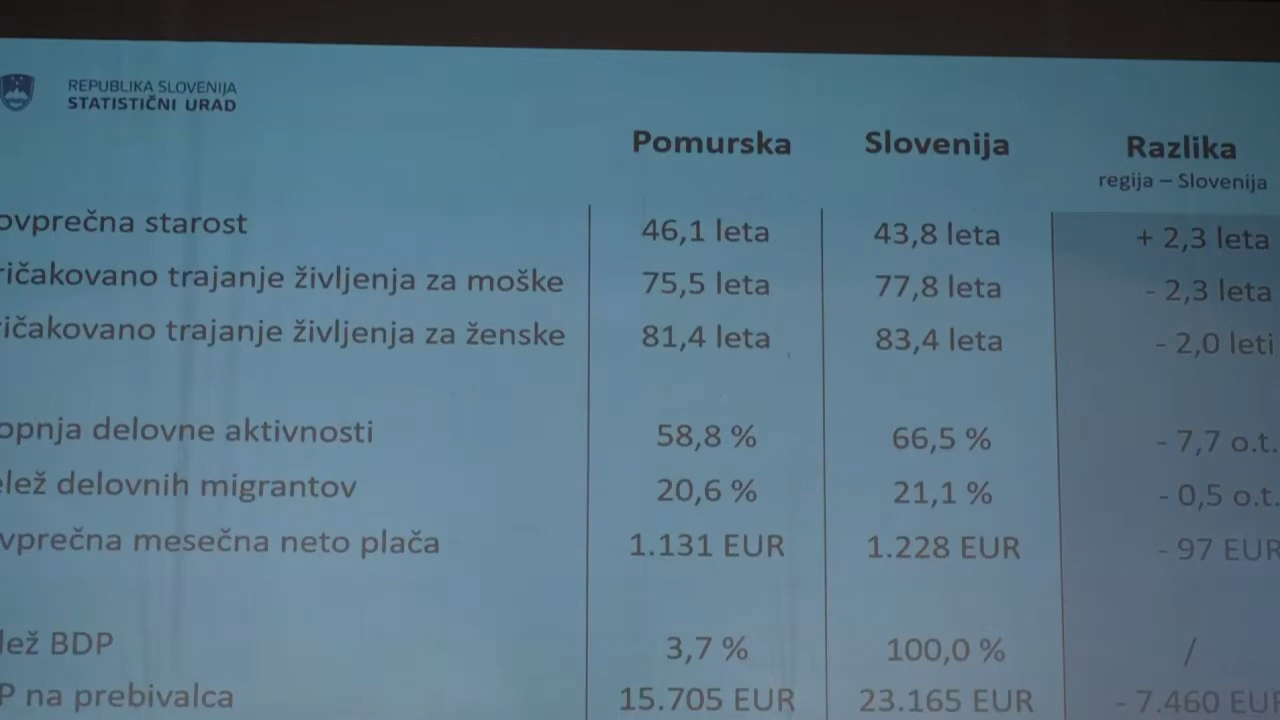 REPUBLIKA SLOVENIJA
STATISTIČNI URAD
Pomurska Slovenija Razlika
regija – Slovenija
ovprečna starost 46,1 leta 43,8 leta + 2,3 leta
ričakovano trajanje življenja za moške 75,5 leta 77,8 leta - 2,3 leta
ričakovano trajanje življenja za ženske 81,4 leta 83,4 leta - 2,0 leti
opnja delovne aktivnosti 58,8 % 66,5 % - 7,7 o.t.
elež delovnih migrantov 20,6 % 21,1 % - 0,5 o.t.
vprečna mesečna neto plača 1.131 EUR 1.228 EUR - 97 EUR
lež BDP 3,7 % 100,0 % /
P na prebivalca 15.705 EUR 23.165 EUR - 7.460 EUR